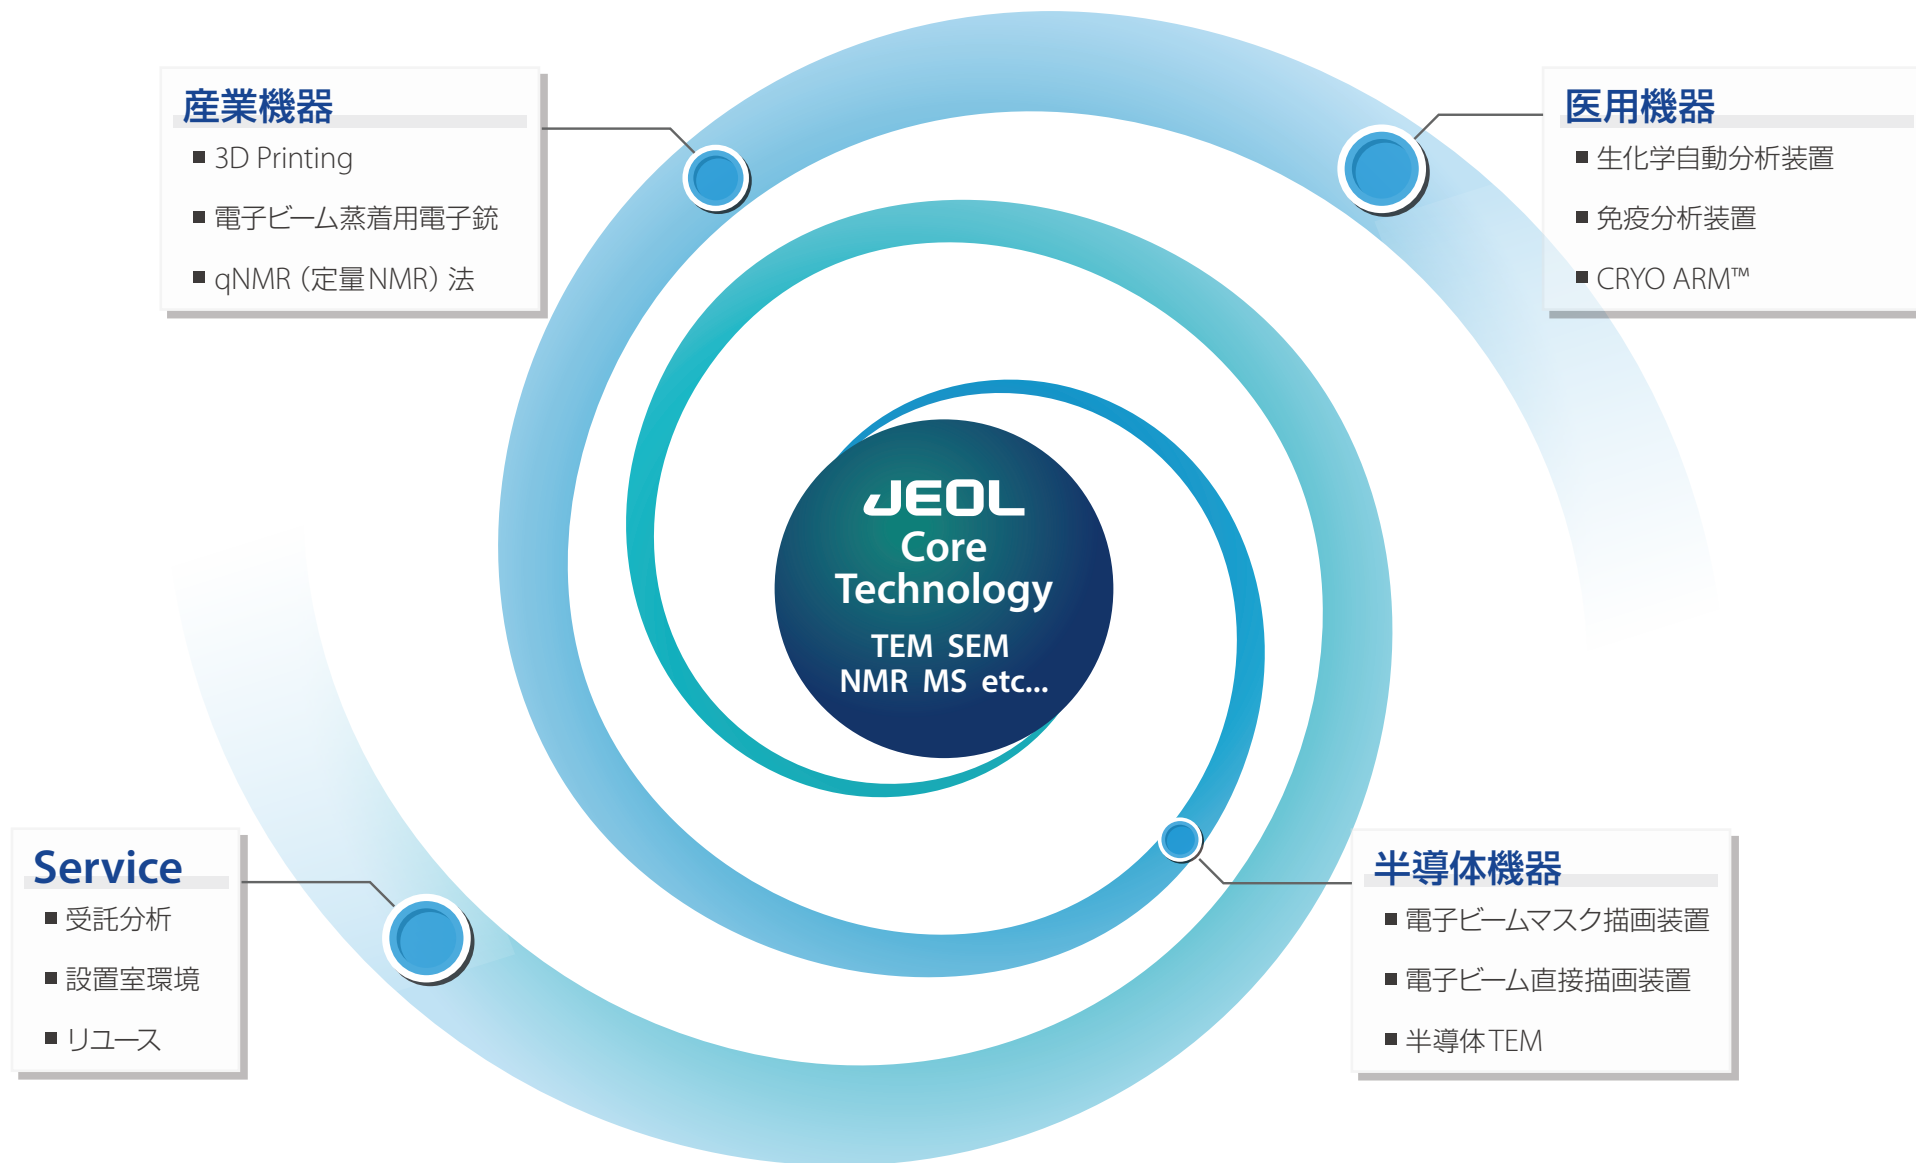 産業機器
■ 3D Printing
■ 電子ビーム蒸着用電子銃
■ qNMR（定量NMR）法
医用機器
■ 生化学自動分析装置
■ 免疫分析装置
■ CRYO ARM™
JEOL
Core
Technology
TEM SEM
NMR MS etc...
Service
■ 受託分析
■ 設置室環境
■ リユース
半導体機器
■ 電子ビームマスク描画装置
■ 電子ビーム直接描画装置
■ 半導体TEM